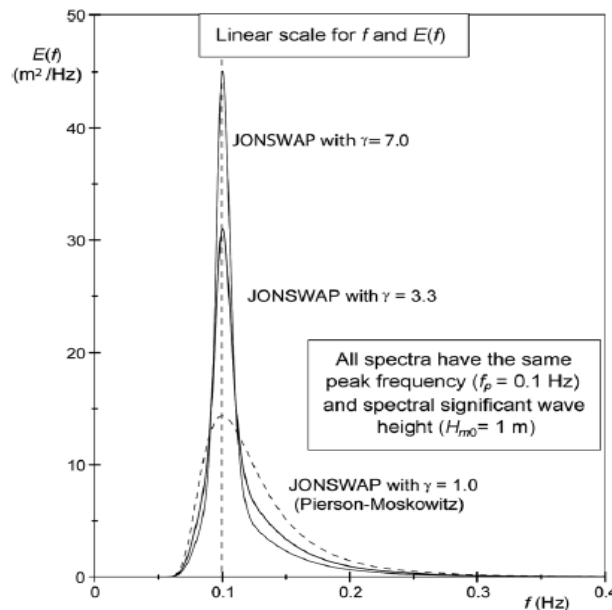 50
Linear scale for f and E(f)
E(f)
(m²/Hz)
40
JONSWAP with γ= 7.0
30
JONSWAP with γ = 3.3
20
All spectra have the same
peak frequency (fp = 0.1 Hz)
and spectral significant wave
height (Hm0= 1 m)
10
JONSWAP with γ = 1.0
(Pierson-Moskowitz)
0
0 0.1 0.2 0.3 0.4
f (Hz)